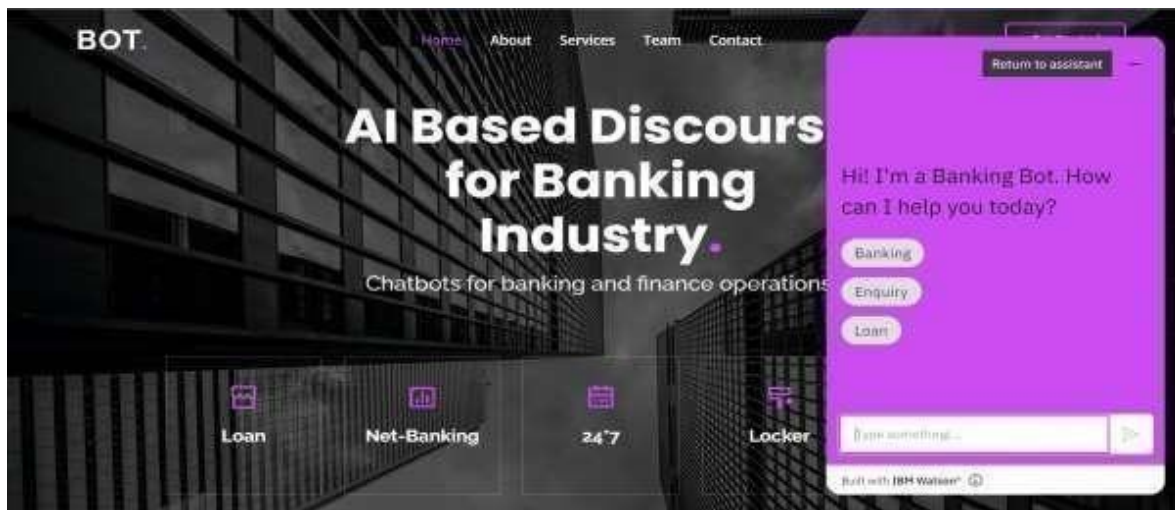 BOT.
Home About Services Team Contact
Return to assistant
AI Based Discours
for Banking
Industry.
Chatbots for banking and finance operations
Loan
Net-Banking
24*7
Locker
Hi! I'm a Banking Bot. How
can I help you today?
Banking
Enquiry
Loan
Type something...
Built with IBM Watson®